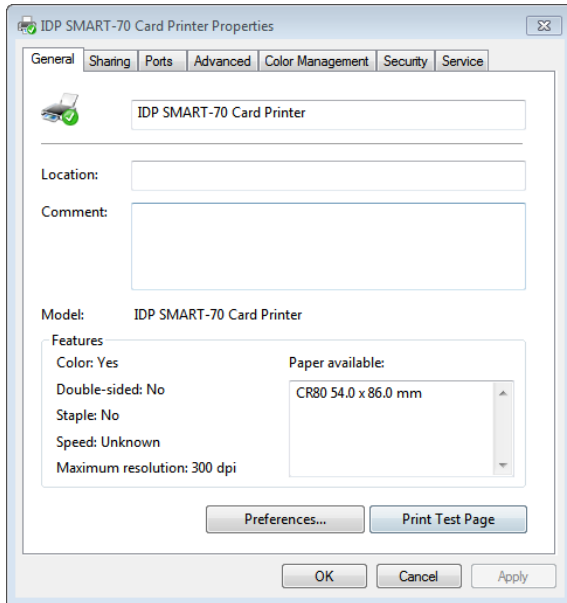 IDP SMART-70 Card Printer Properties
General Sharing Ports Advanced Color Management Security Service
IDP SMART-70 Card Printer
Location:
Comment:
Model: IDP SMART-70 Card Printer
Features
Color: Yes Paper available:
Double-sided: No CR80 54.0 x 86.0 mm
Staple: No
Speed: Unknown
Maximum resolution: 300 dpi
Preferences... Print Test Page
OK Cancel Apply